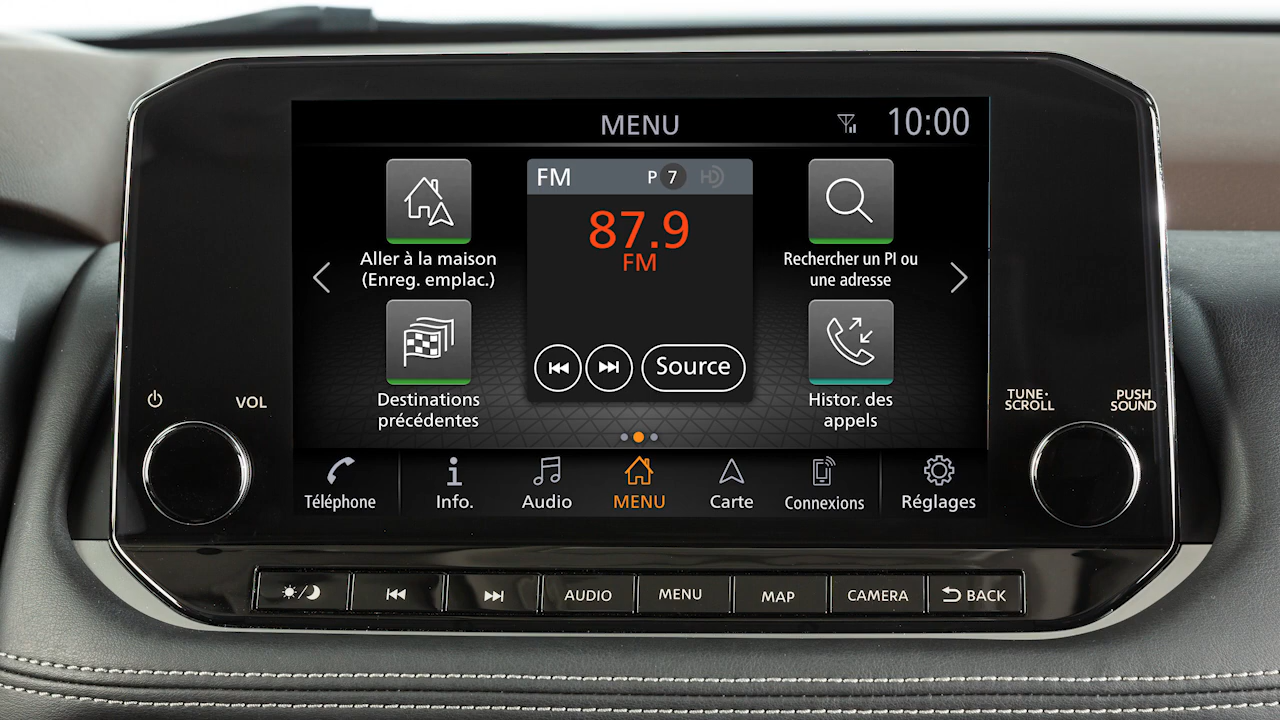 MENU
10:00
FM
P 7 HD
87.9
FM
Aller à la maison
(Enreg. emplac.)
Rechercher un PI ou
une adresse
Source
Destinations
précédentes
Histor. des
appels
VOL
TUNE·
SCROLL
PUSH
SOUND
Téléphone
Info.
Audio
MENU
Carte
Connexions
Réglages
AUDIO
MENU
MAP
CAMERA
BACK